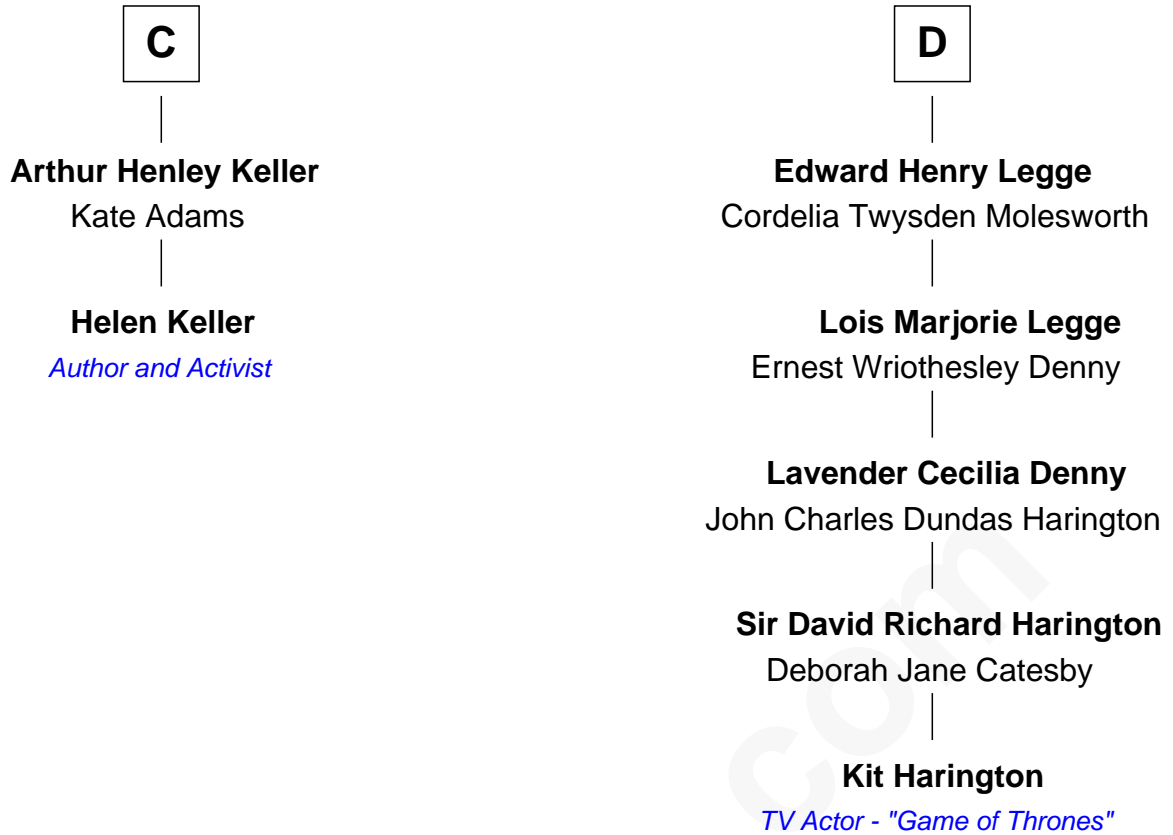 C
Arthur Henley Keller
Kate Adams
Helen Keller
Author and Activist
D
Edward Henry Legge
Cordelia Twysden Molesworth
Lois Marjorie Legge
Ernest Wriothesley Denny
Lavender Cecilia Denny
John Charles Dundas Harington
Sir David Richard Harington
Deborah Jane Catesby
Kit Harington
TV Actor - "Game of Thrones"
com